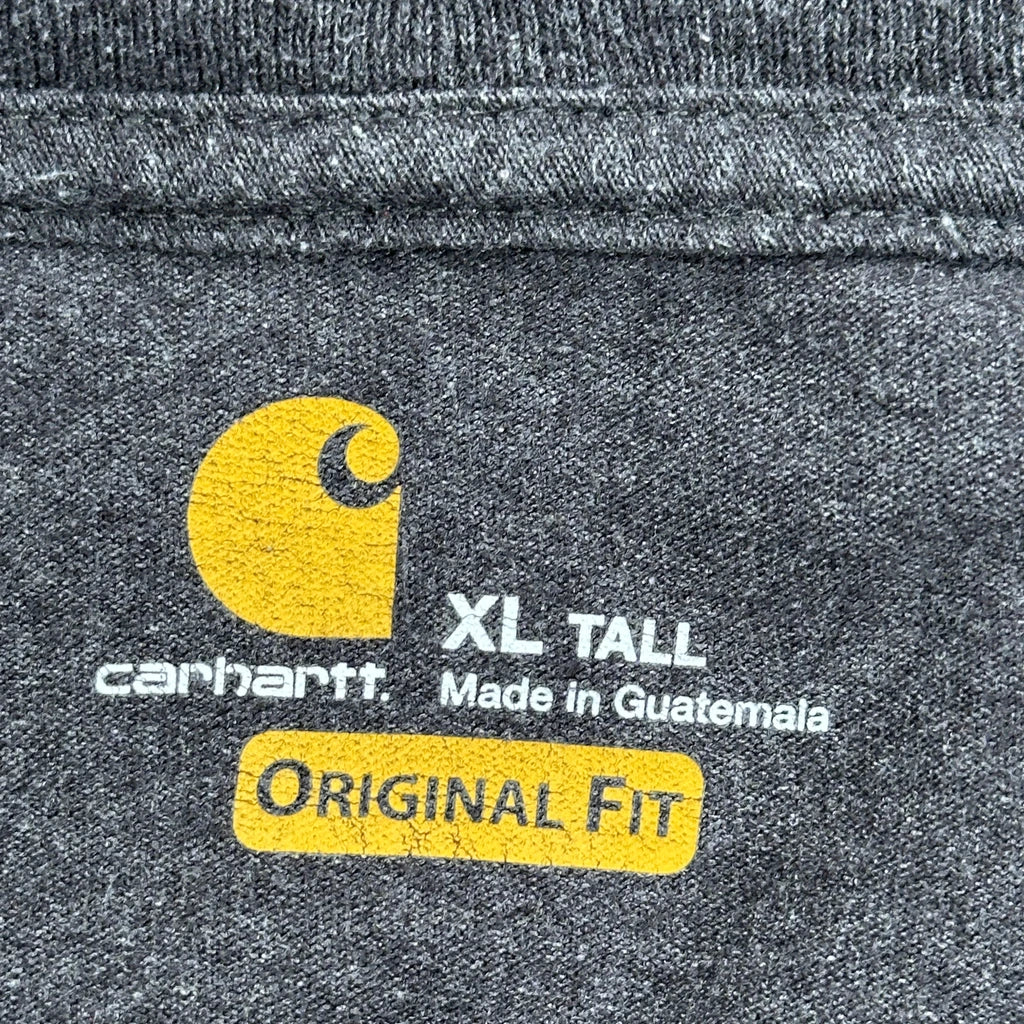 XL TALL
carhartt.
Made in Guatemala
ORIGINAL FIT